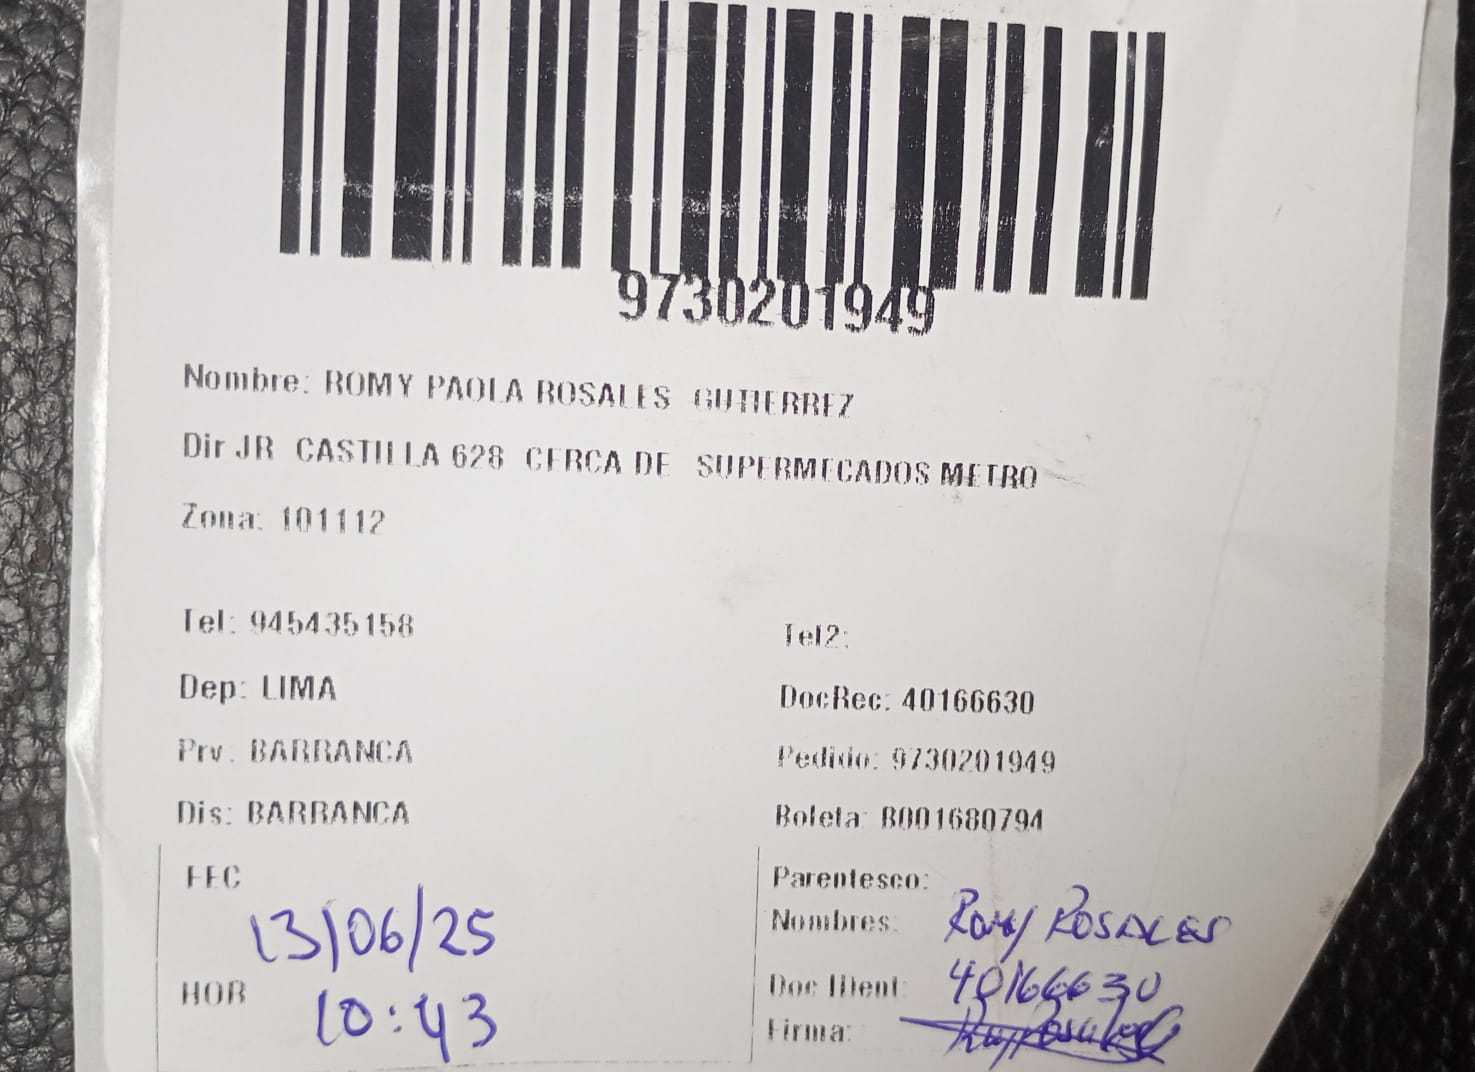 9730201949
Nombre: ROMY PAOLA ROSALES GUTIERREZ
Dir JR CASTILLA 628 CERCA DE SUPERMECADOS METRO
Zona: 101112
Tel: 945435158 Tel2:
Dep: LIMA DocRec: 40166630
Prv: BARRANCA Pedido: 9730201949
Dis: BARRANCA Boleta: B001680794
FEC 13/06/25 Parentesco:
Nombres: Romy ROSALES
HOR 10:43 Doc Ident: 40166630
Firma: